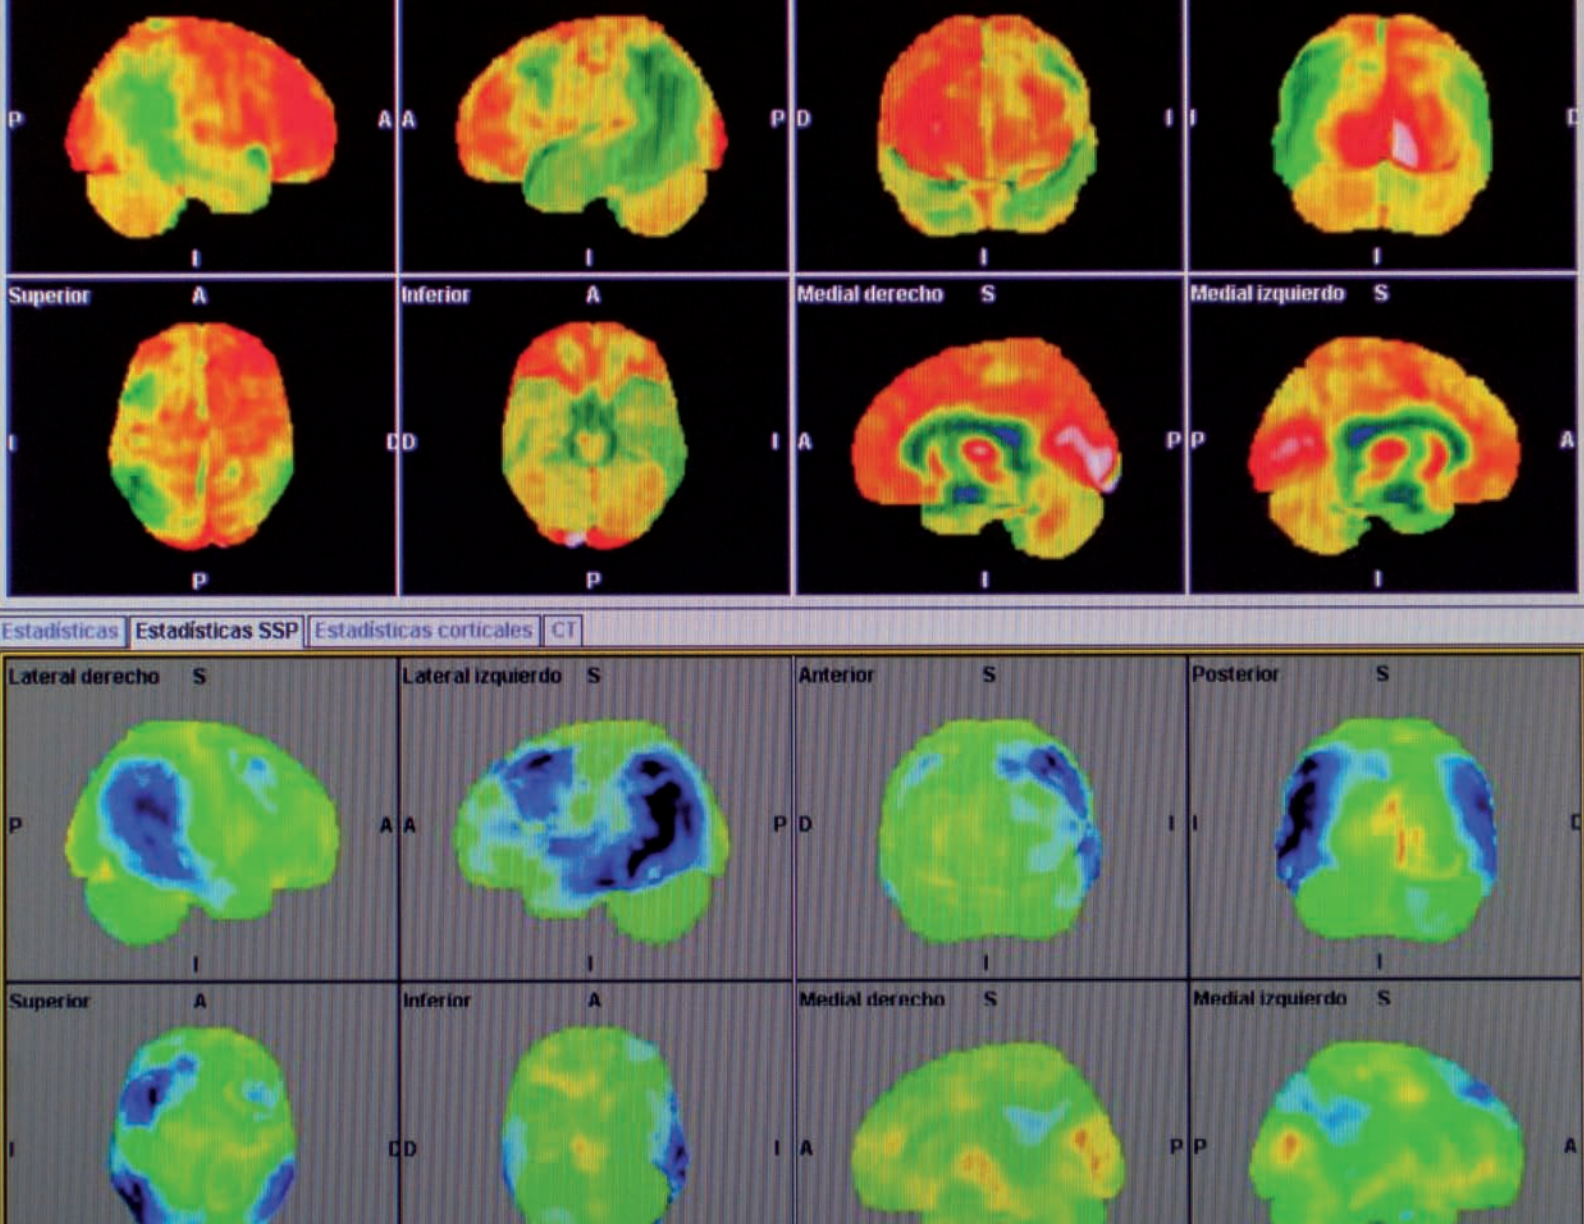 P A A P D I I D
I I I I
Superior A Inferior A Medial derecho S Medial izquierdo S
I D D I A P P A
P P I I
Estadísticas Estadísticas SSP Estadísticas corticales CT
Lateral derecho S Lateral izquierdo S Anterior S Posterior S
P A A P D I I D
I I I I
Superior A Inferior A Medial derecho S Medial izquierdo S
I D D I A P P A